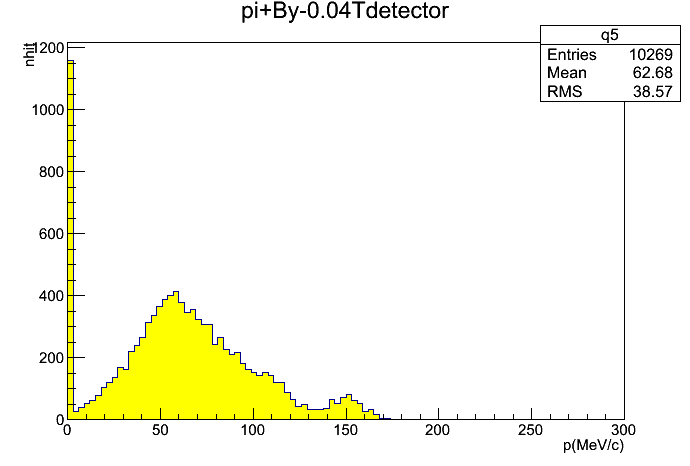 pi+By-0.04Tdetector
q5
Entries 10269
Mean 62.68
RMS 38.57
nhit
1200
1000
800
600
400
200
0
0 50 100 150 200 250 300
p(MeV/c)